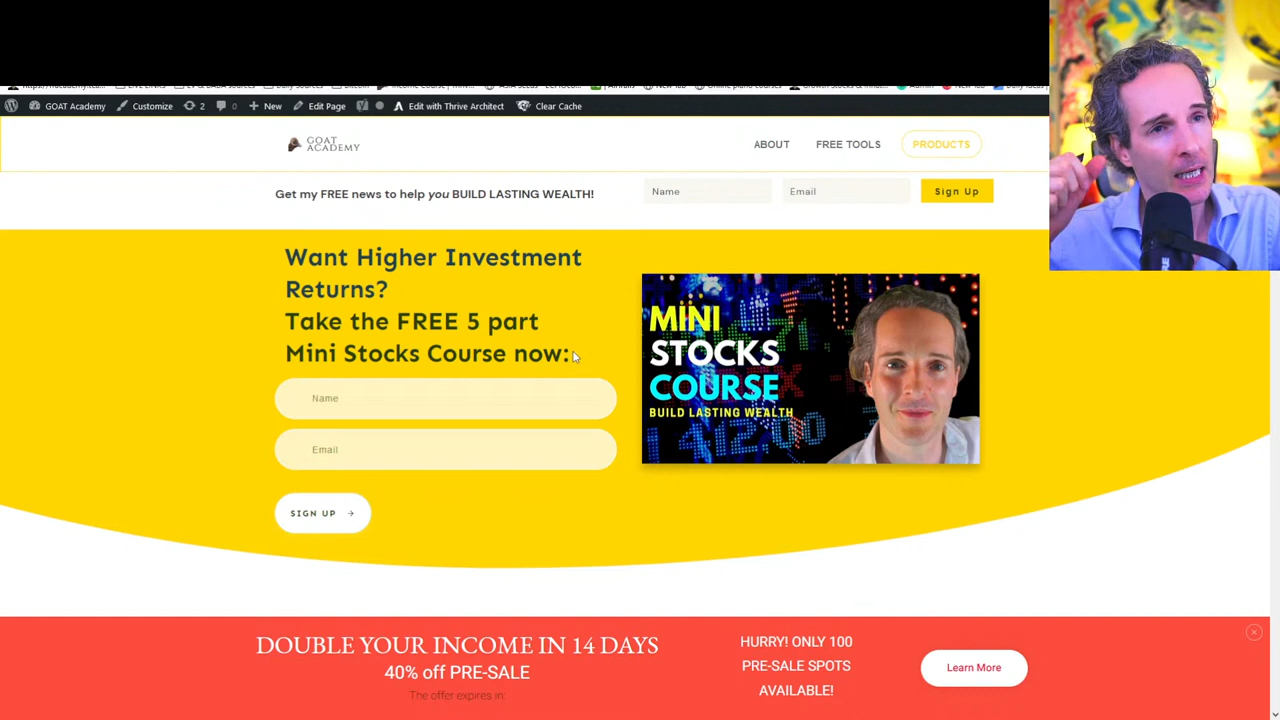 GOAT Academy
Customize
2
0
New
Edit Page
Edit with Thrive Architect
Clear Cache
GOAT
ACADEMY
ABOUT
FREE TOOLS
PRODUCTS
Get my FREE news to help you BUILD LASTING WEALTH!
Name
Email
Sign Up
Want Higher Investment
Returns?
Take the FREE 5 part
Mini Stocks Course now:
Name
Email
SIGN UP
MINI
STOCKS
COURSE
BUILD LASTING WEALTH
DOUBLE YOUR INCOME IN 14 DAYS
40% off PRE-SALE
The offer expires in:
HURRY! ONLY 100
PRE-SALE SPOTS
AVAILABLE!
Learn More